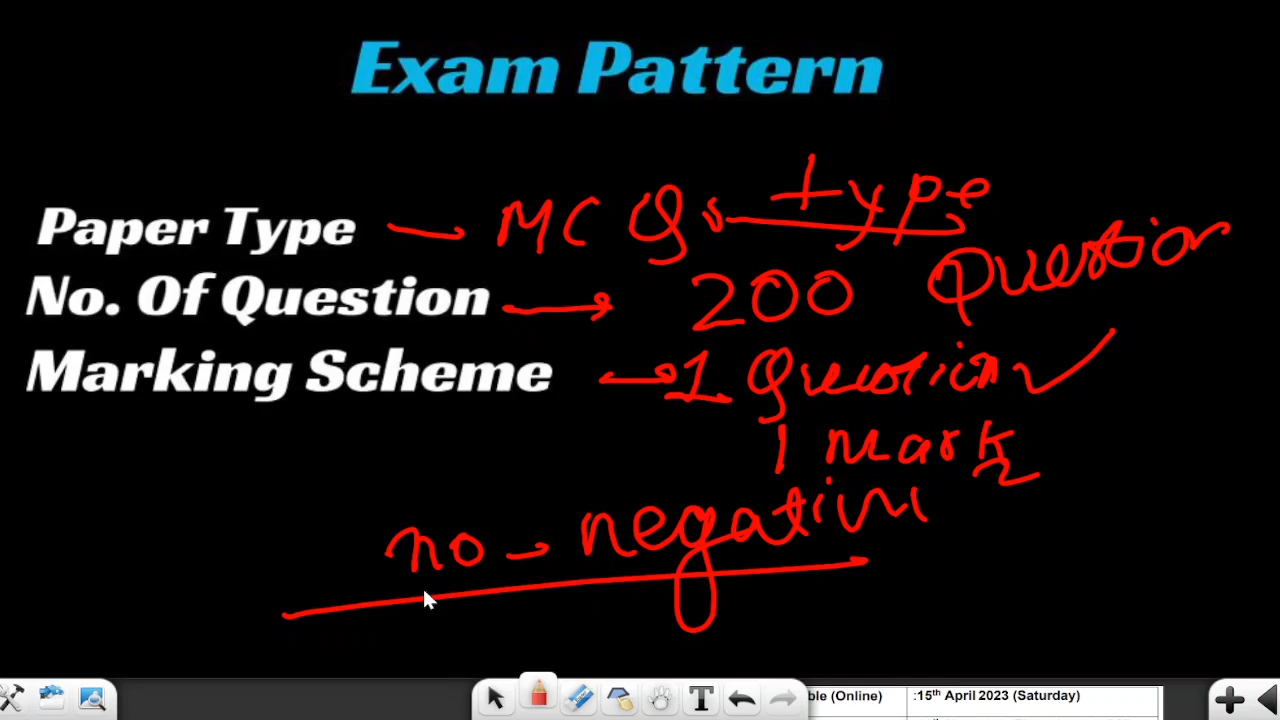 Exam Pattern
Paper Type → MCQs type
No. Of Question → 200 Question
Marking Scheme → 1 Question
1 Mark
no - negative
ble (Online) :15th April 2023 (Saturday)